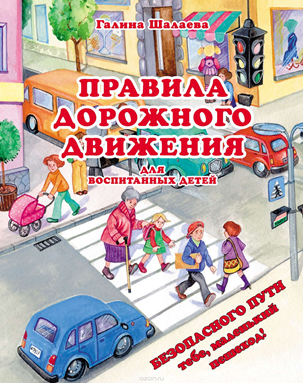 Галина Шалаева
ПРАВИЛА
ДОРОЖНОГО
ДВИЖЕНИЯ
ДЛЯ
ВОСПИТАННЫХ ДЕТЕЙ
БЕЗОПАСНОГО ПУТИ
тебе, маленький
пешеход!